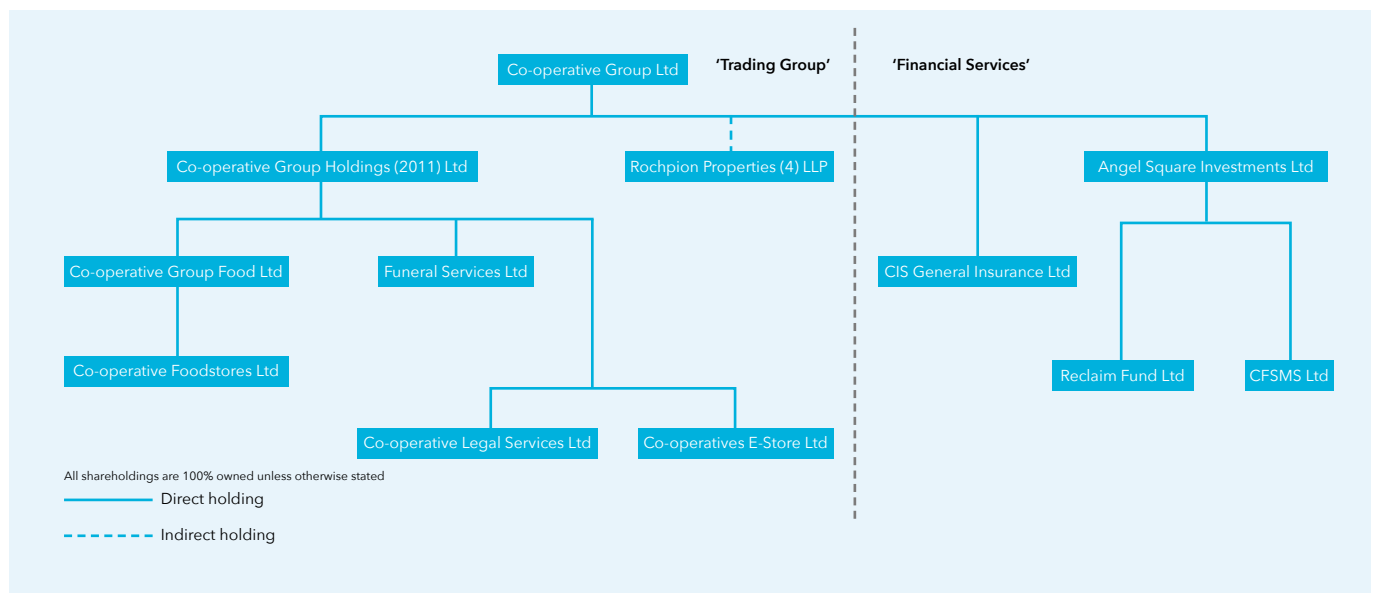 Co-operative Group Ltd
‘Trading Group’
‘Financial Services’
Co-operative Group Holdings (2011) Ltd
Rochpion Properties (4) LLP
Angel Square Investments Ltd
Co-operative Group Food Ltd
Funeral Services Ltd
CIS General Insurance Ltd
Co-operative Foodstores Ltd
Reclaim Fund Ltd
CFSMS Ltd
Co-operative Legal Services Ltd
Co-operatives E-Store Ltd
All shareholdings are 100% owned unless otherwise stated
Direct holding
Indirect holding